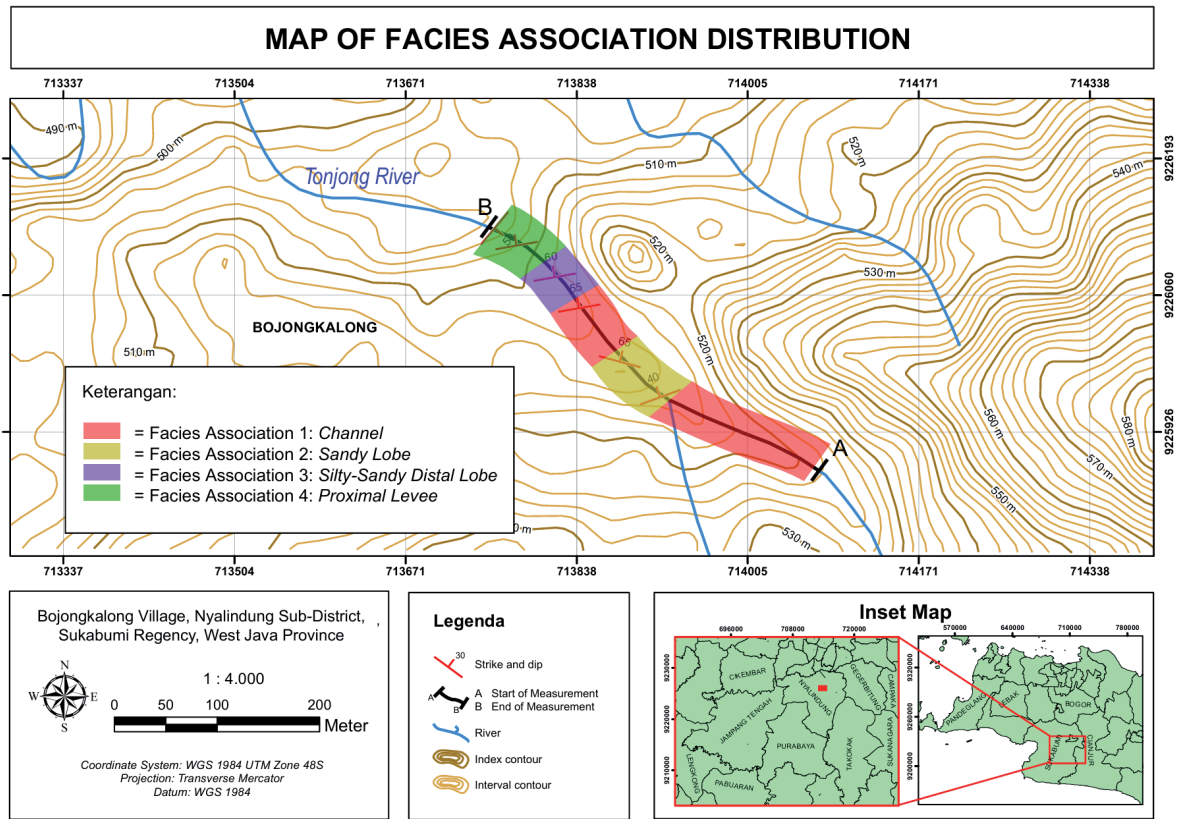 MAP OF FACIES ASSOCIATION DISTRIBUTION
713337 713504 713671 713838 714005 714171 714338
490 m
500 m
510 m
520 m
540 m
9226193
Tonjong River
B
520 m
530 m
60
65
9226060
BOJONGKALONG
510 m
520 m
65
40
560 m
580 m
9225926
A
570 m
550 m
530 m
Keterangan:
= Facies Association 1: Channel
= Facies Association 2: Sandy Lobe
= Facies Association 3: Silty-Sandy Distal Lobe
= Facies Association 4: Proximal Levee
713337 713504 713671 713838 714005 714171 714338
Bojongkalong Village, Nyalindung Sub-District, ,
Sukabumi Regency, West Java Province
N
W E
S
1 : 4.000
0 50 100 200
Meter
Coordinate System: WGS 1984 UTM Zone 48S
Projection: Transverse Mercator
Datum: WGS 1984
Legenda
30
Strike and dip
A B
A Start of Measurement
B End of Measurement
River
Index contour
Interval contour
Inset Map
696000 708000 720000
9230000
9220000
9210000
CIKEMBAR
NYALINDUNG
GEGERBITUNG
CAMPAKA
JAMPANG TENGAH
PURABAYA
TAKOKAK
SUKANAGARA
LENGKONG
PABUARAN
570000 640000 710000 780000
9320000
9260000
9200000
PANDEGLANG
LEBAK
BOGOR
SUKABUMI
CIANJUR